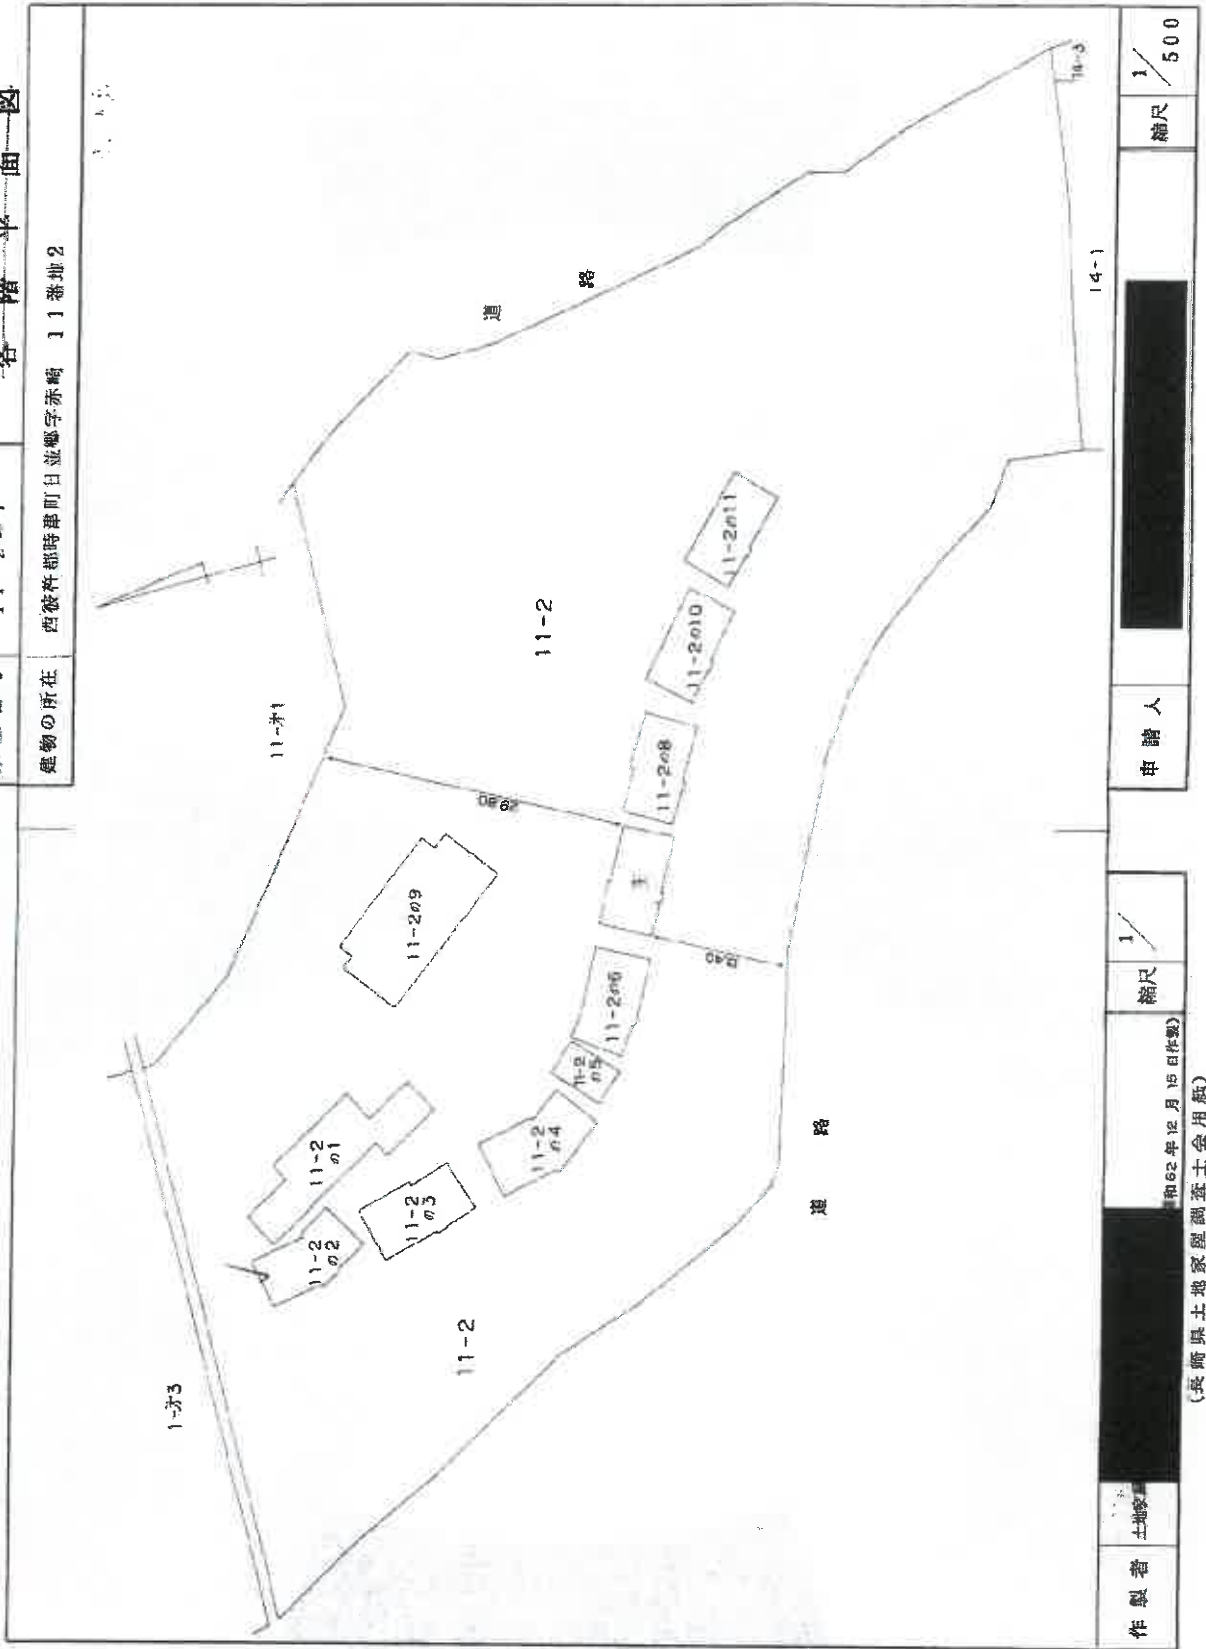 各階平面図
建物の所在
西彼杵郡時津町日並郷字赤崎 11番地2
1-才3
11-才1
11-2
11-2
道路
道路
14-3
14-1
11-2の1
11-2の2
11-2の3
11-2の4
11-2の5
11-2の6
主
11-2の8
11-2の9
11-2の10
11-2の11
作製者
土地家屋
和62年12月15日作製)
縮尺
1/
申請人
縮尺
1/500
(長崎県土地家屋調査士会用紙)